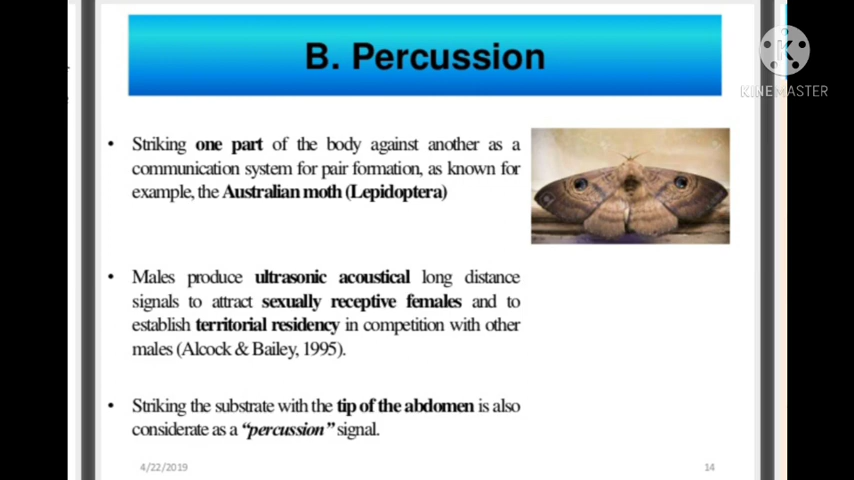 B. Percussion
KINEMASTER
• Striking one part of the body against another as a
communication system for pair formation, as known for
example, the Australian moth (Lepidoptera)
• Males produce ultrasonic acoustical long distance
signals to attract sexually receptive females and to
establish territorial residency in competition with other
males (Alcock & Bailey, 1995).
• Striking the substrate with the tip of the abdomen is also
considerate as a "percussion" signal.
4/22/2019
14